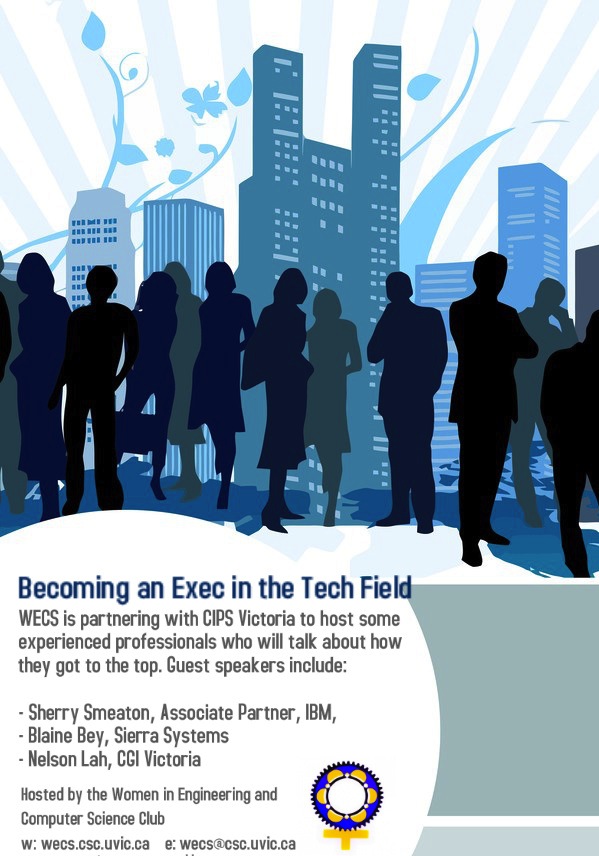 Becoming an Exec in the Tech Field
WECS is partnering with CIPS Victoria to host some
experienced professionals who will talk about how
they got to the top. Guest speakers include:
- Sherry Smeaton, Associate Partner, IBM,
- Blaine Bey, Sierra Systems
- Nelson Lah, CGI Victoria
Hosted by the Women in Engineering and
Computer Science Club
w: wecs.csc.uvic.ca e: wecs@csc.uvic.ca